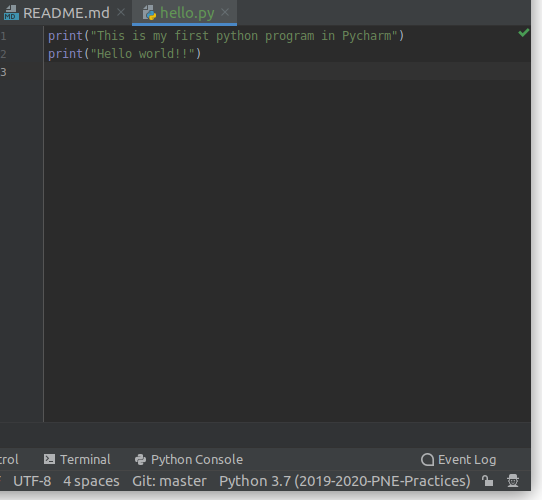 README.md hello.py
1 print("This is my first python program in Pycharm")
2 print("Hello world!!")
3
Terminal Python Console Event Log
UTF-8 4 spaces Git: master Python 3.7 (2019-2020-PNE-Practices)